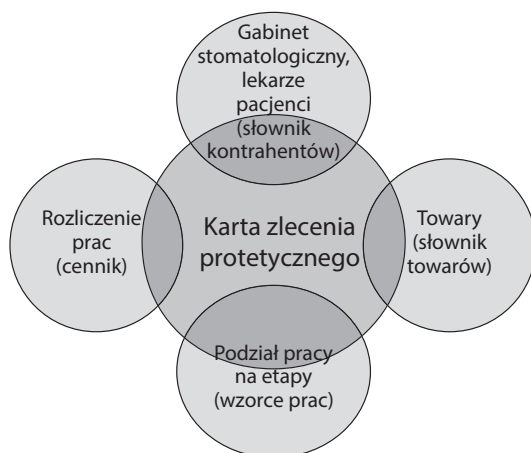 Gabinet
stomatologiczny,
lekarze
pacjenci
(słownik
kontrahentów)
Rozliczenie
prac
(cennik)
Karta zlecenia
protetycznego
Towary
(słownik
towarów)
Podział pracy
na etapy
(wzorce prac)